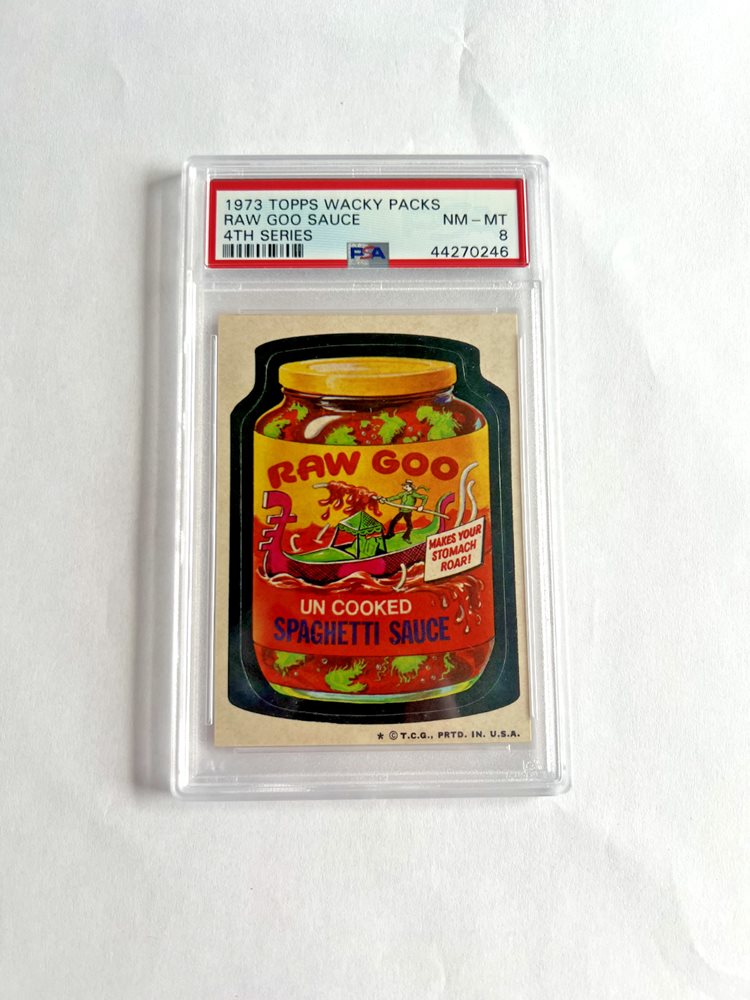 1973 TOPPS WACKY PACKS
RAW GOO SAUCE NM - MT
4TH SERIES 8
PSA 44270246
RAW GOO
MAKES YOUR
STOMACH
ROAR!
UN COOKED
SPAGHETTI SAUCE
* © T.C.G., PRTD. IN. U.S.A.